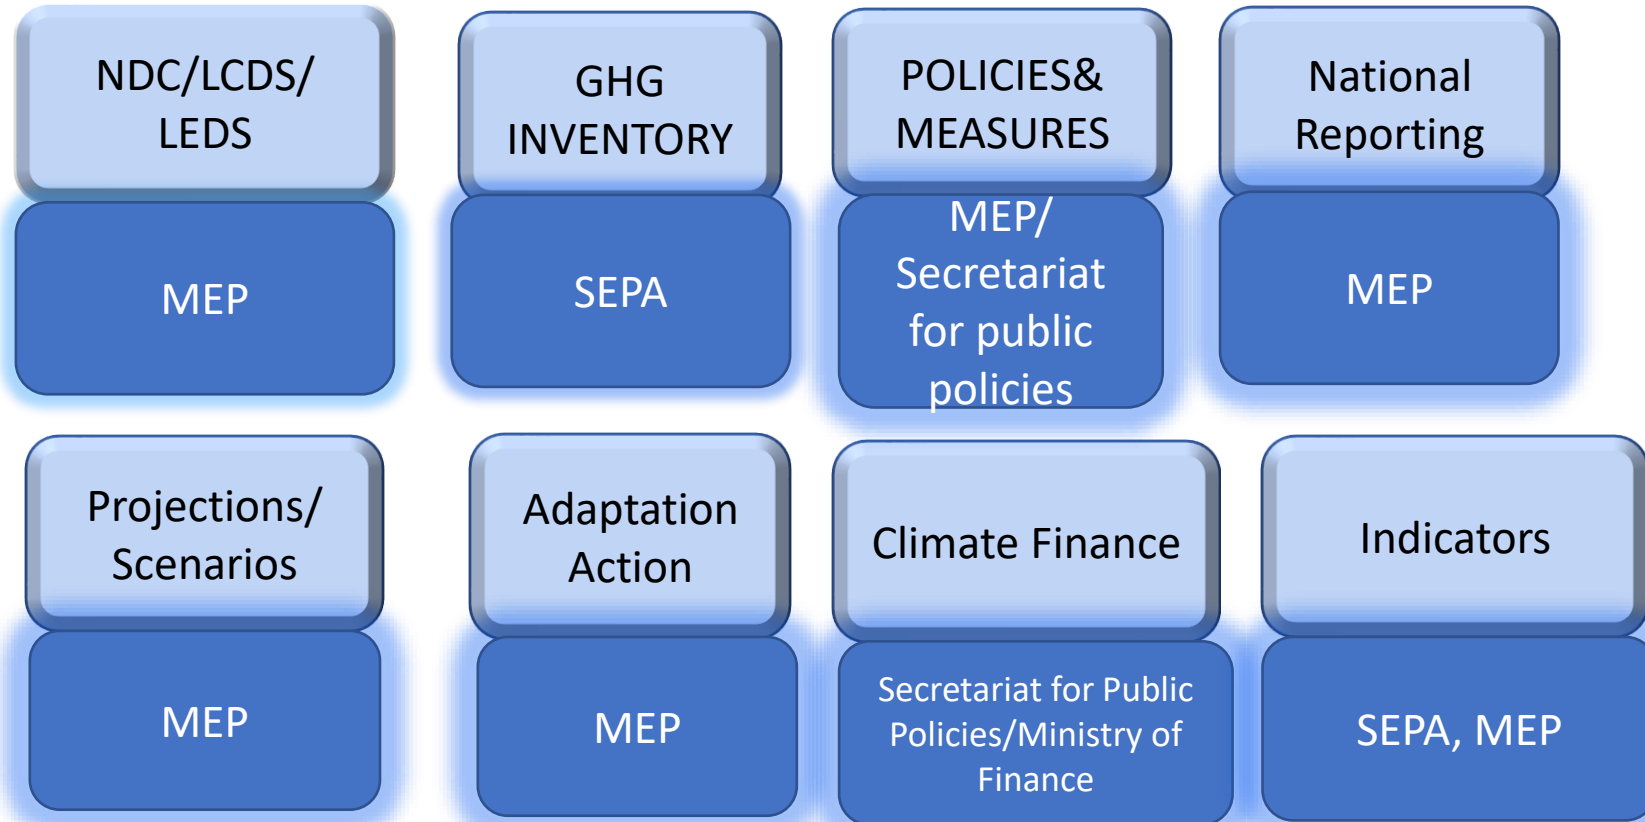 NDC/LCDS/
LEDS
MEP
GHG
INVENTORY
SEPA
POLICIES&
MEASURES
MEP/
Secretariat
for public
policies
National
Reporting
MEP
Projections/
Scenarios
MEP
Adaptation
Action
MEP
Climate Finance
Secretariat for Public
Policies/Ministry of
Finance
Indicators
SEPA, MEP